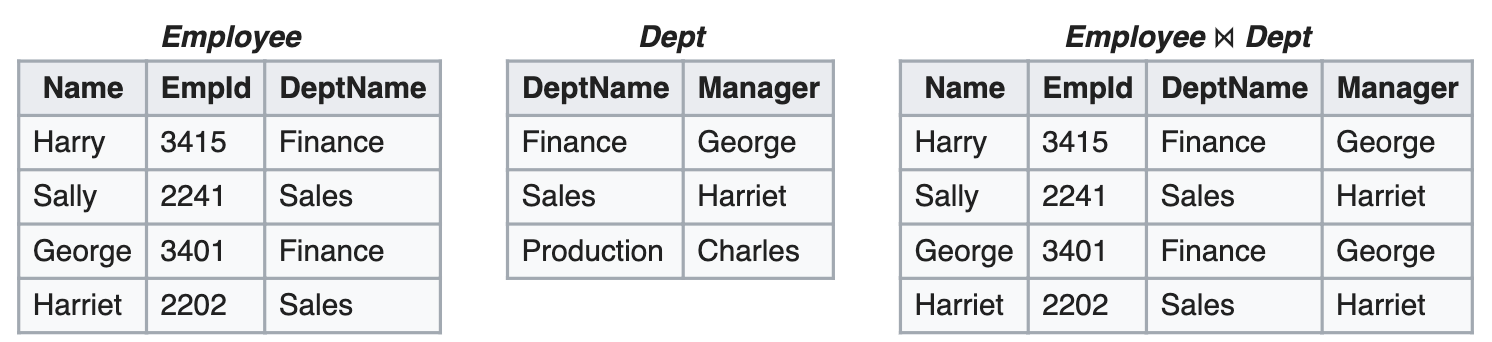 Employee
Name EmpId DeptName
Harry 3415 Finance
Sally 2241 Sales
George 3401 Finance
Harriet 2202 Sales
Dept
DeptName Manager
Finance George
Sales Harriet
Production Charles
Employee ⋈ Dept
Name EmpId DeptName Manager
Harry 3415 Finance George
Sally 2241 Sales Harriet
George 3401 Finance George
Harriet 2202 Sales Harriet